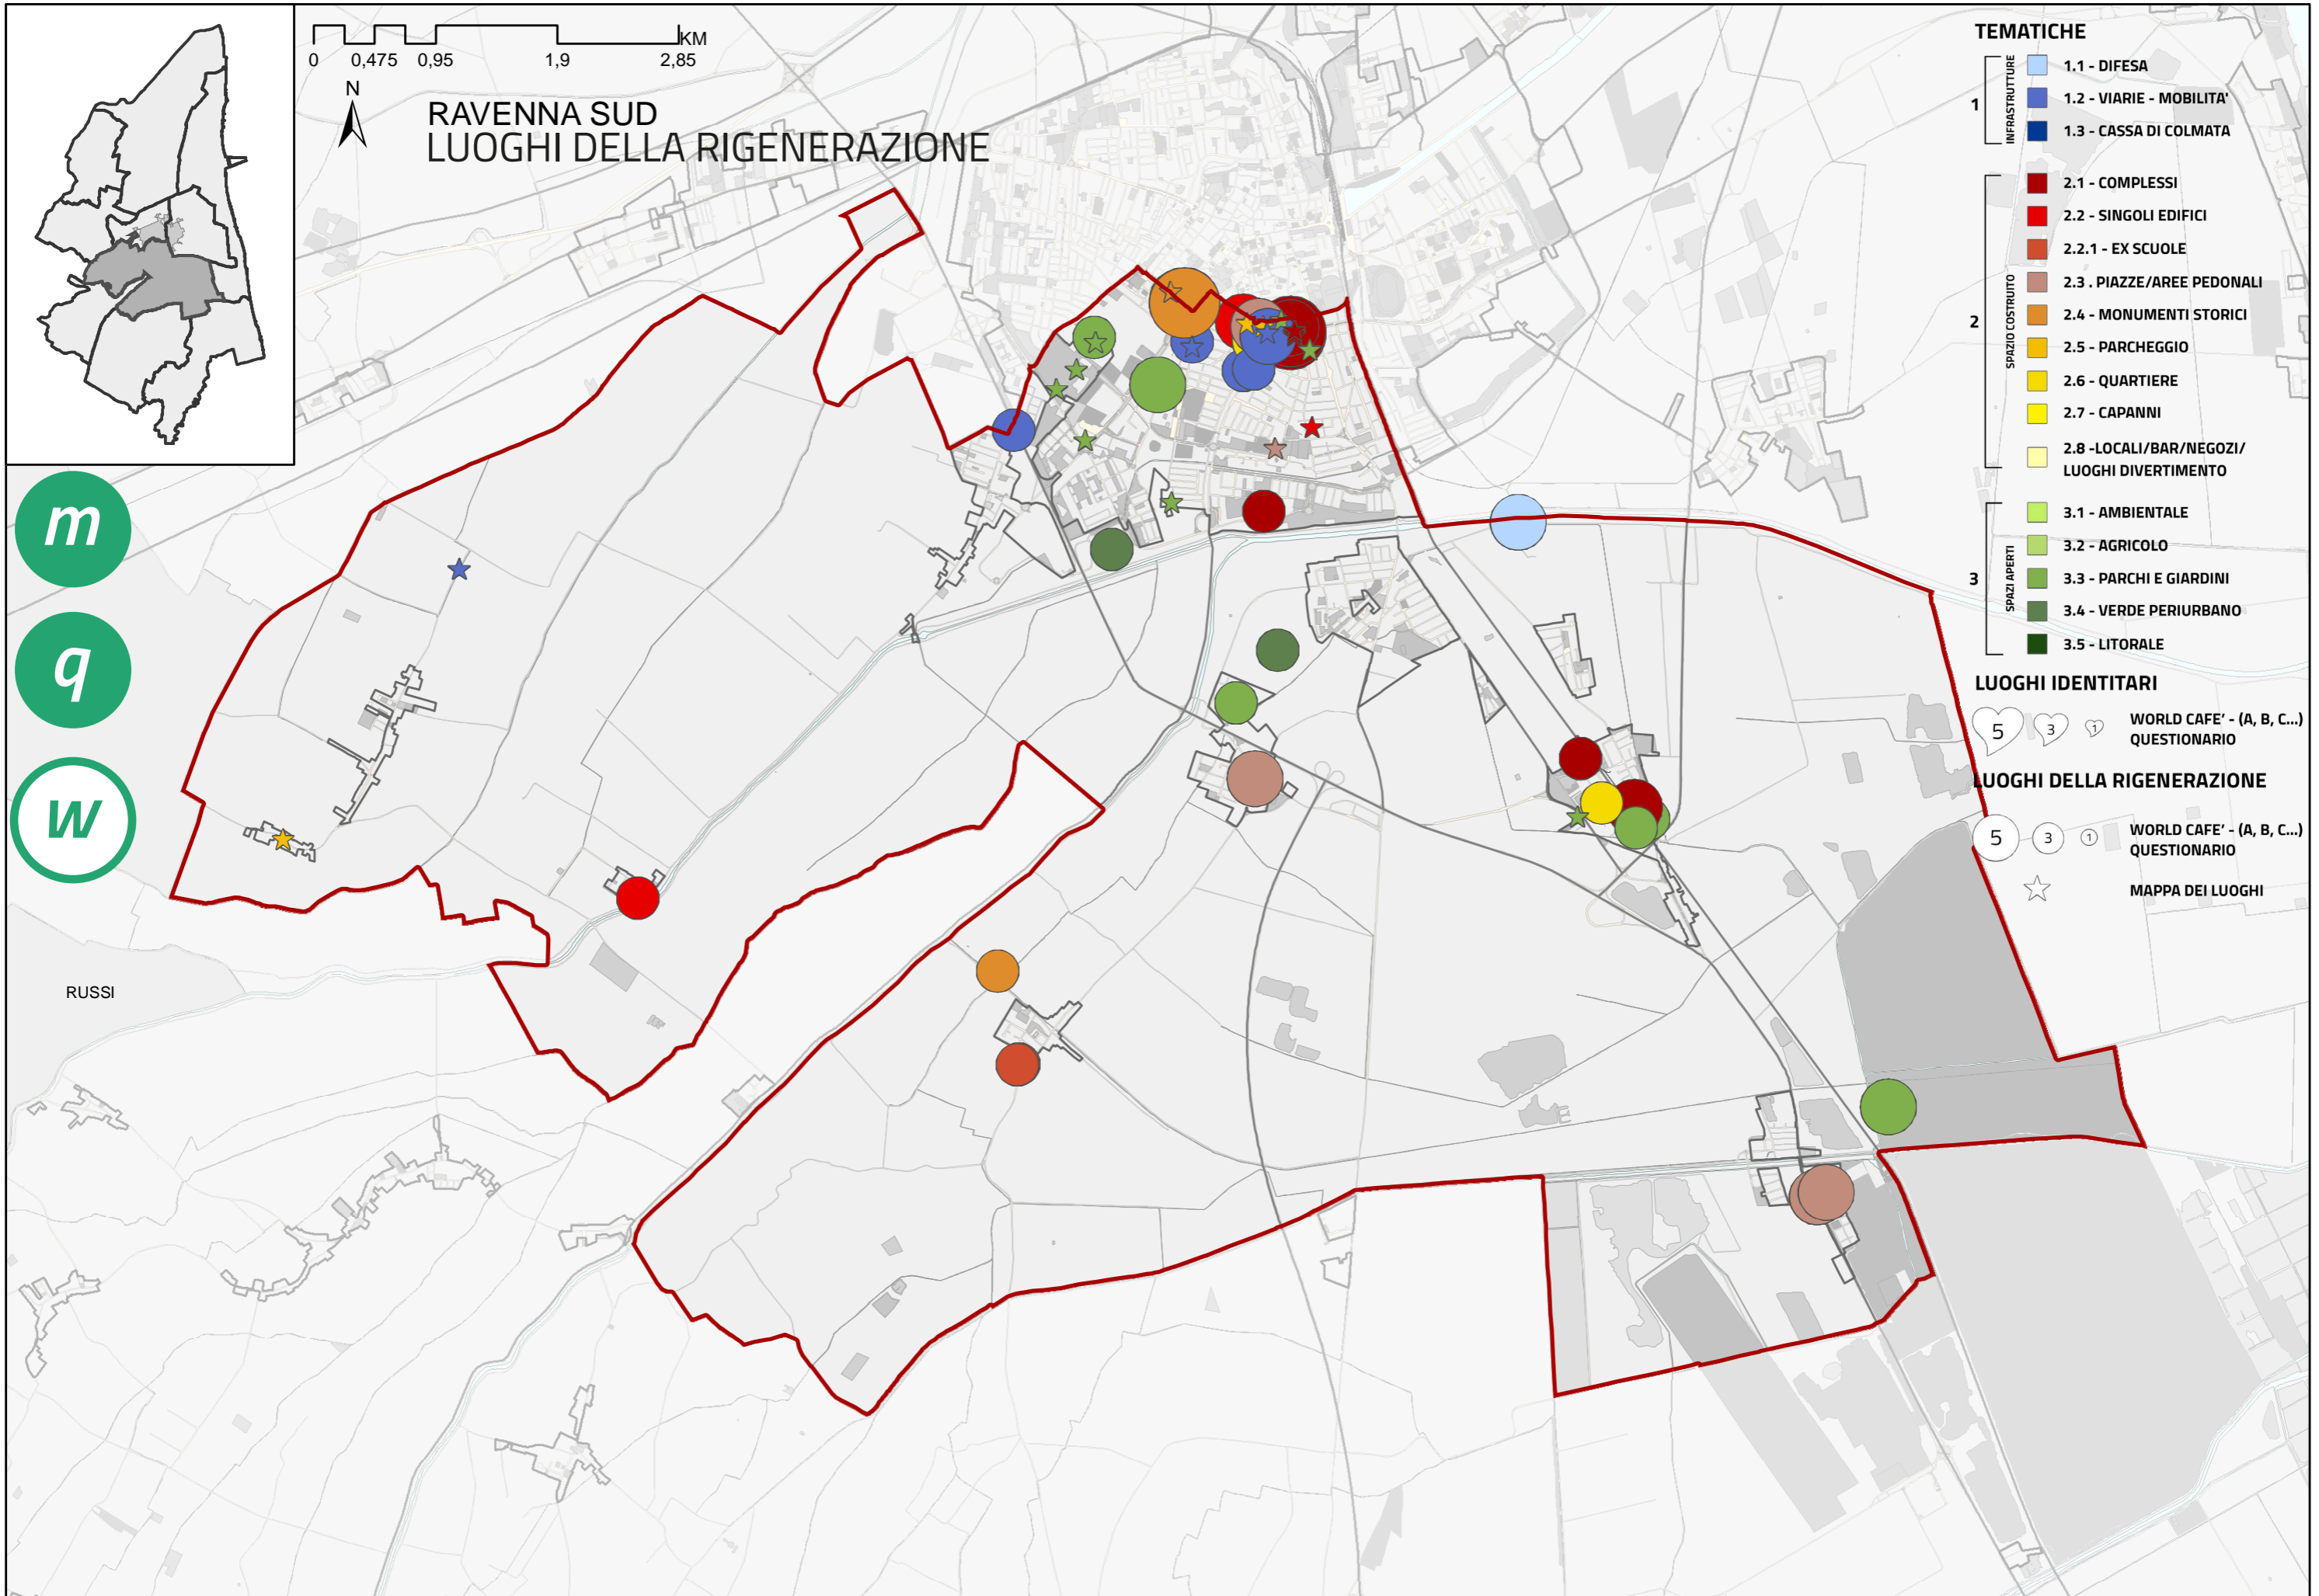 KM
0 0,475 0,95 1,9 2,85
N
RAVENNA SUD
LUOGHI DELLA RIGENERAZIONE
m
q
w
RUSSI
TEMATICHE
1
INFRASTRUTTURE
1.1 - DIFESA
1.2 - VIARIE - MOBILITA'
1.3 - CASSA DI COLMATA
2
SPAZIO COSTRUITO
2.1 - COMPLESSI
2.2 - SINGOLI EDIFICI
2.2.1 - EX SCUOLE
2.3 . PIAZZE/AREE PEDONALI
2.4 - MONUMENTI STORICI
2.5 - PARCHEGGIO
2.6 - QUARTIERE
2.7 - CAPANNI
2.8 -LOCALI/BAR/NEGOZI/
LUOGHI DIVERTIMENTO
3
SPAZI APERTI
3.1 - AMBIENTALE
3.2 - AGRICOLO
3.3 - PARCHI E GIARDINI
3.4 - VERDE PERIURBANO
3.5 - LITORALE
LUOGHI IDENTITARI
5 3 1
WORLD CAFE' - (A, B, C...)
QUESTIONARIO
LUOGHI DELLA RIGENERAZIONE
5 3 1
WORLD CAFE' - (A, B, C...)
QUESTIONARIO
MAPPA DEI LUOGHI